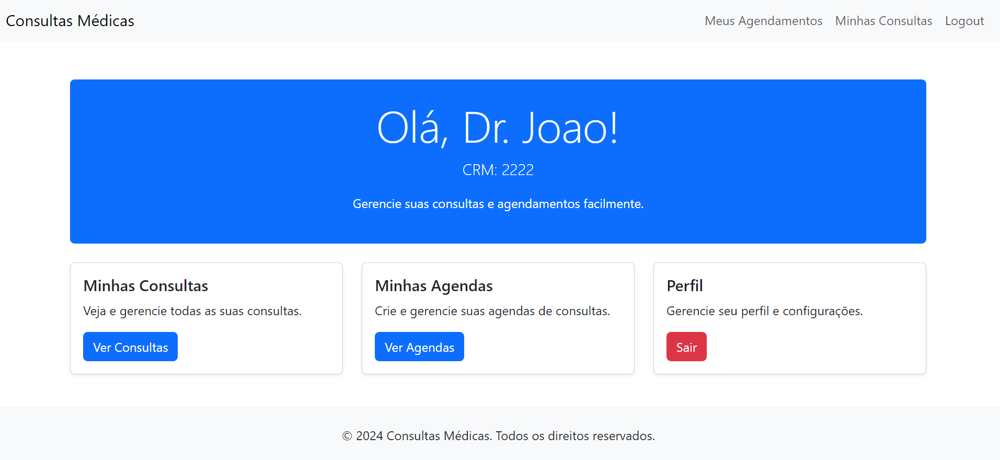 Consultas Médicas
Meus Agendamentos
Minhas Consultas
Logout
Olá, Dr. Joao!
CRM: 2222
Gerencie suas consultas e agendamentos facilmente.
Minhas Consultas
Veja e gerencie todas as suas consultas.
Ver Consultas
Minhas Agendas
Crie e gerencie suas agendas de consultas.
Ver Agendas
Perfil
Gerencie seu perfil e configurações.
Sair
© 2024 Consultas Médicas. Todos os direitos reservados.